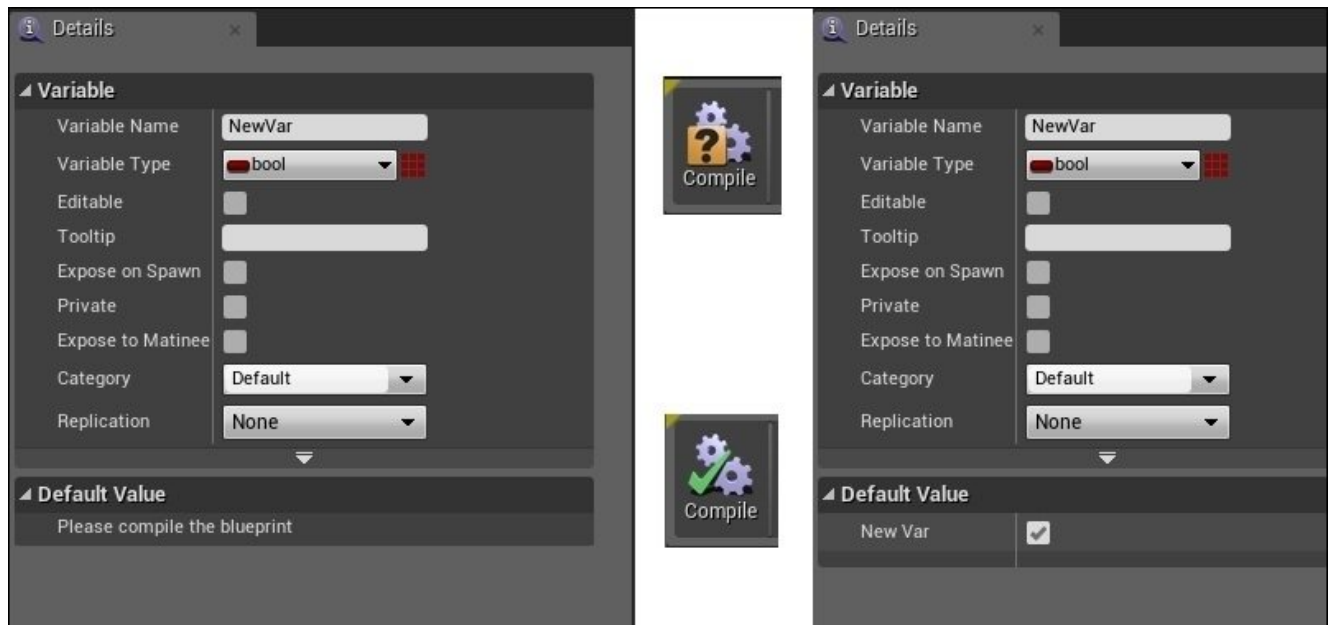 Details
Variable
Variable Name NewVar
Variable Type bool
Editable
Tooltip
Expose on Spawn
Private
Expose to Matinee
Category Default
Replication None
Default Value
Please compile the blueprint
? Compile
Compile
Details
Variable
Variable Name NewVar
Variable Type bool
Editable
Tooltip
Expose on Spawn
Private
Expose to Matinee
Category Default
Replication None
Default Value
New Var